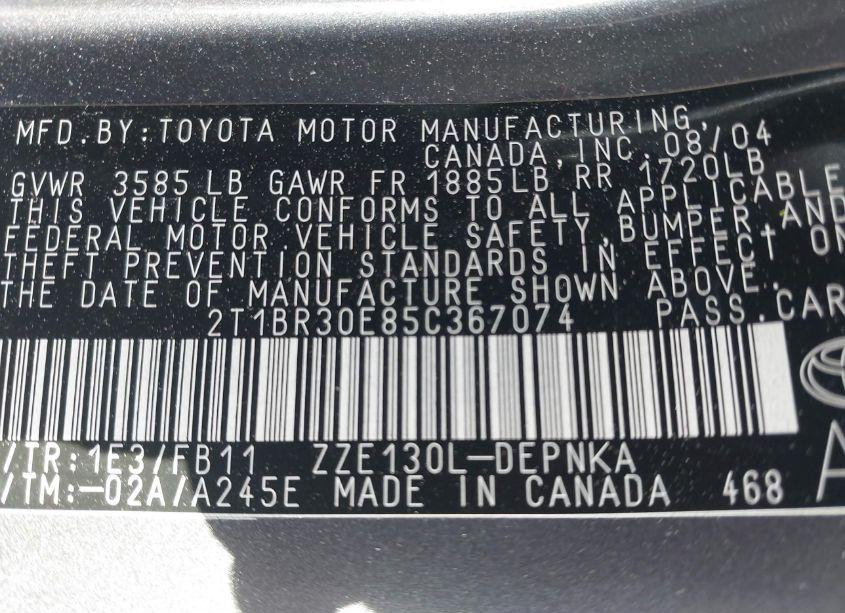 MFD.BY:TOYOTA MOTOR MANUFACTURING,
CANADA, INC. 08/04
GVWR 3585LB GAWR FR 1885LB RR 1720LB
THIS VEHICLE CONFORMS TO ALL APPLICABLE
FEDERAL MOTOR VEHICLE SAFETY, BUMPER, AND
THEFT PREVENTION STANDARDS IN EFFECT ON
THE DATE OF MANUFACTURE SHOWN ABOVE.
2T1BR30E85C367074 PASS.CAR
/TR:1E3/FB11 ZZE130L-DEPNKA
/TM:-02A/A245E MADE IN CANADA 468